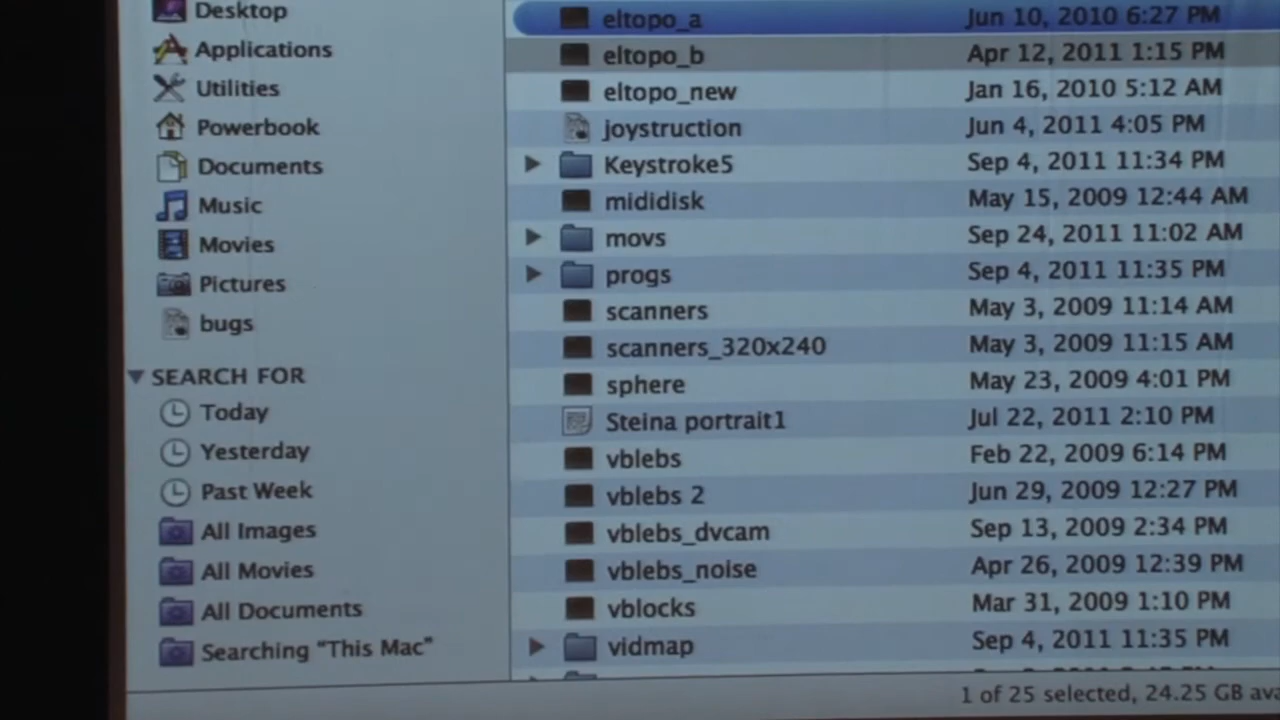 Desktop
Applications
Utilities
Powerbook
Documents
Music
Movies
Pictures
bugs
SEARCH FOR
Today
Yesterday
Past Week
All Images
All Movies
All Documents
Searching "This Mac"
eltopo_a Jun 10, 2010 6:27 PM
eltopo_b Apr 12, 2011 1:15 PM
eltopo_new Jan 16, 2010 5:12 AM
joystruction Jun 4, 2011 4:05 PM
Keystroke5 Sep 4, 2011 11:34 PM
mididisk May 15, 2009 12:44 AM
movs Sep 24, 2011 11:02 AM
progs Sep 4, 2011 11:35 PM
scanners May 3, 2009 11:14 AM
scanners_320x240 May 3, 2009 11:15 AM
sphere May 23, 2009 4:01 PM
Steina portrait1 Jul 22, 2011 2:10 PM
vblebs Feb 22, 2009 6:14 PM
vblebs 2 Jun 29, 2009 12:27 PM
vblebs_dvcam Sep 13, 2009 2:34 PM
vblebs_noise Apr 26, 2009 12:39 PM
vblocks Mar 31, 2009 1:10 PM
vidmap Sep 4, 2011 11:35 PM
1 of 25 selected, 24.25 GB ava